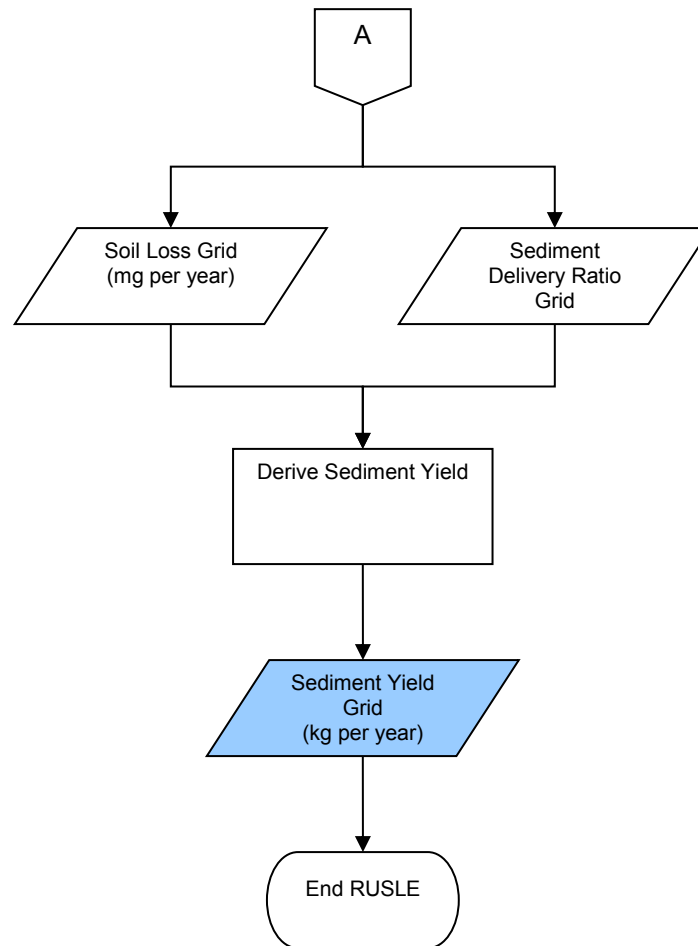 A
Soil Loss Grid
(mg per year)
Sediment
Delivery Ratio
Grid
Derive Sediment Yield
Sediment Yield
Grid
(kg per year)
End RUSLE